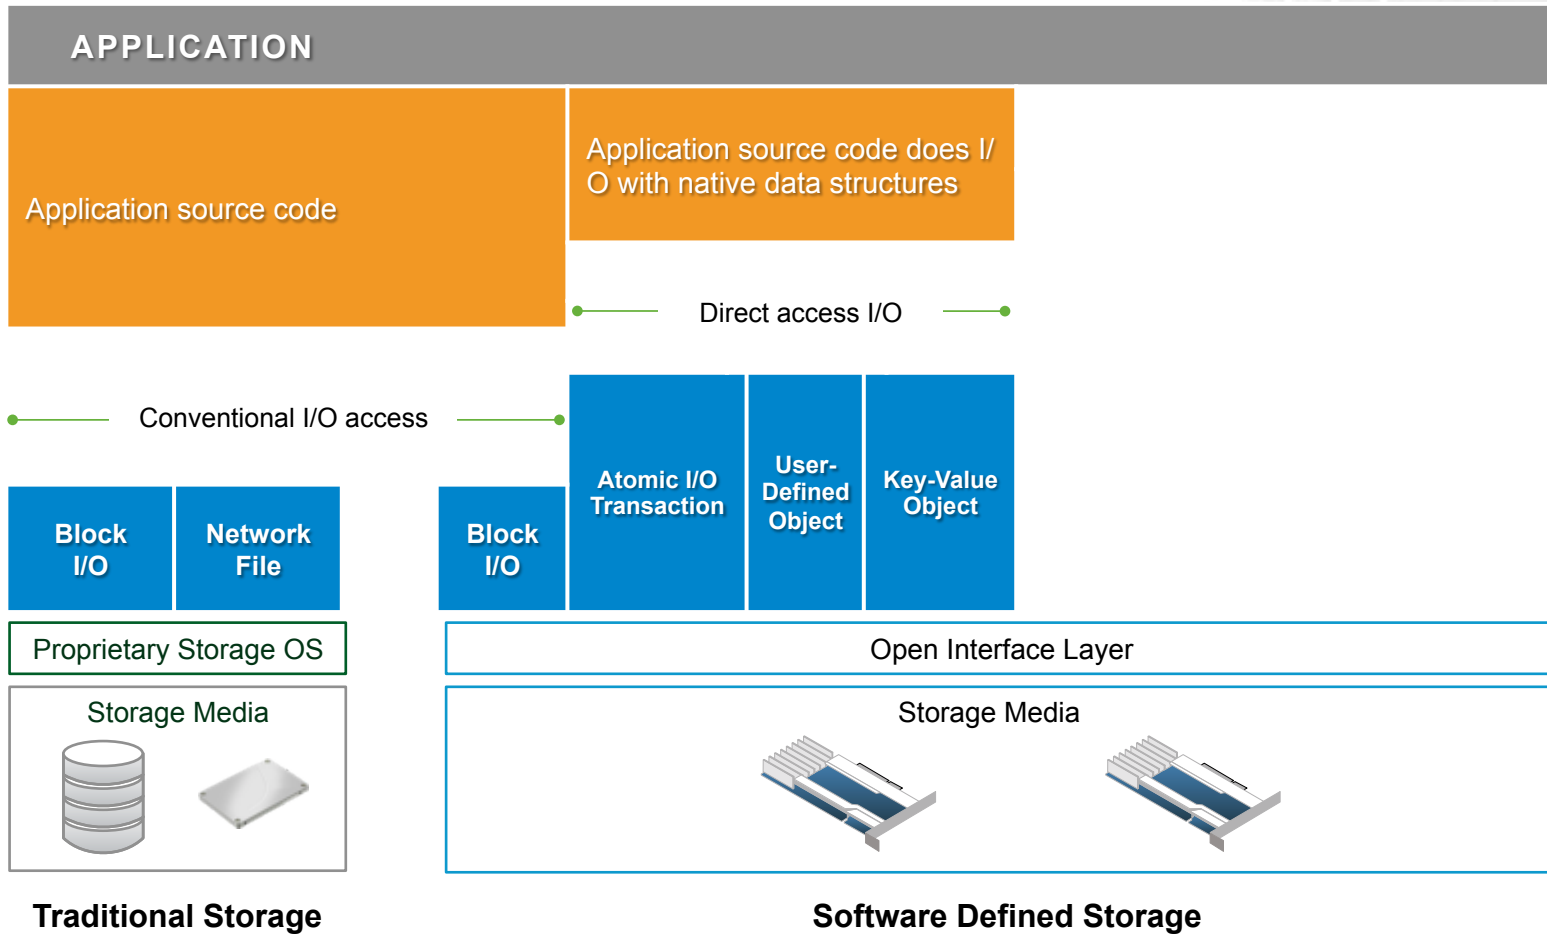 APPLICATION
Application source code
Application source code does I/
O with native data structures
Direct access I/O
Conventional I/O access
Block
I/O
Network
File
Block
I/O
Atomic I/O
Transaction
User-
Defined
Object
Key-Value
Object
Proprietary Storage OS
Open Interface Layer
Storage Media
Storage Media
Traditional Storage
Software Defined Storage